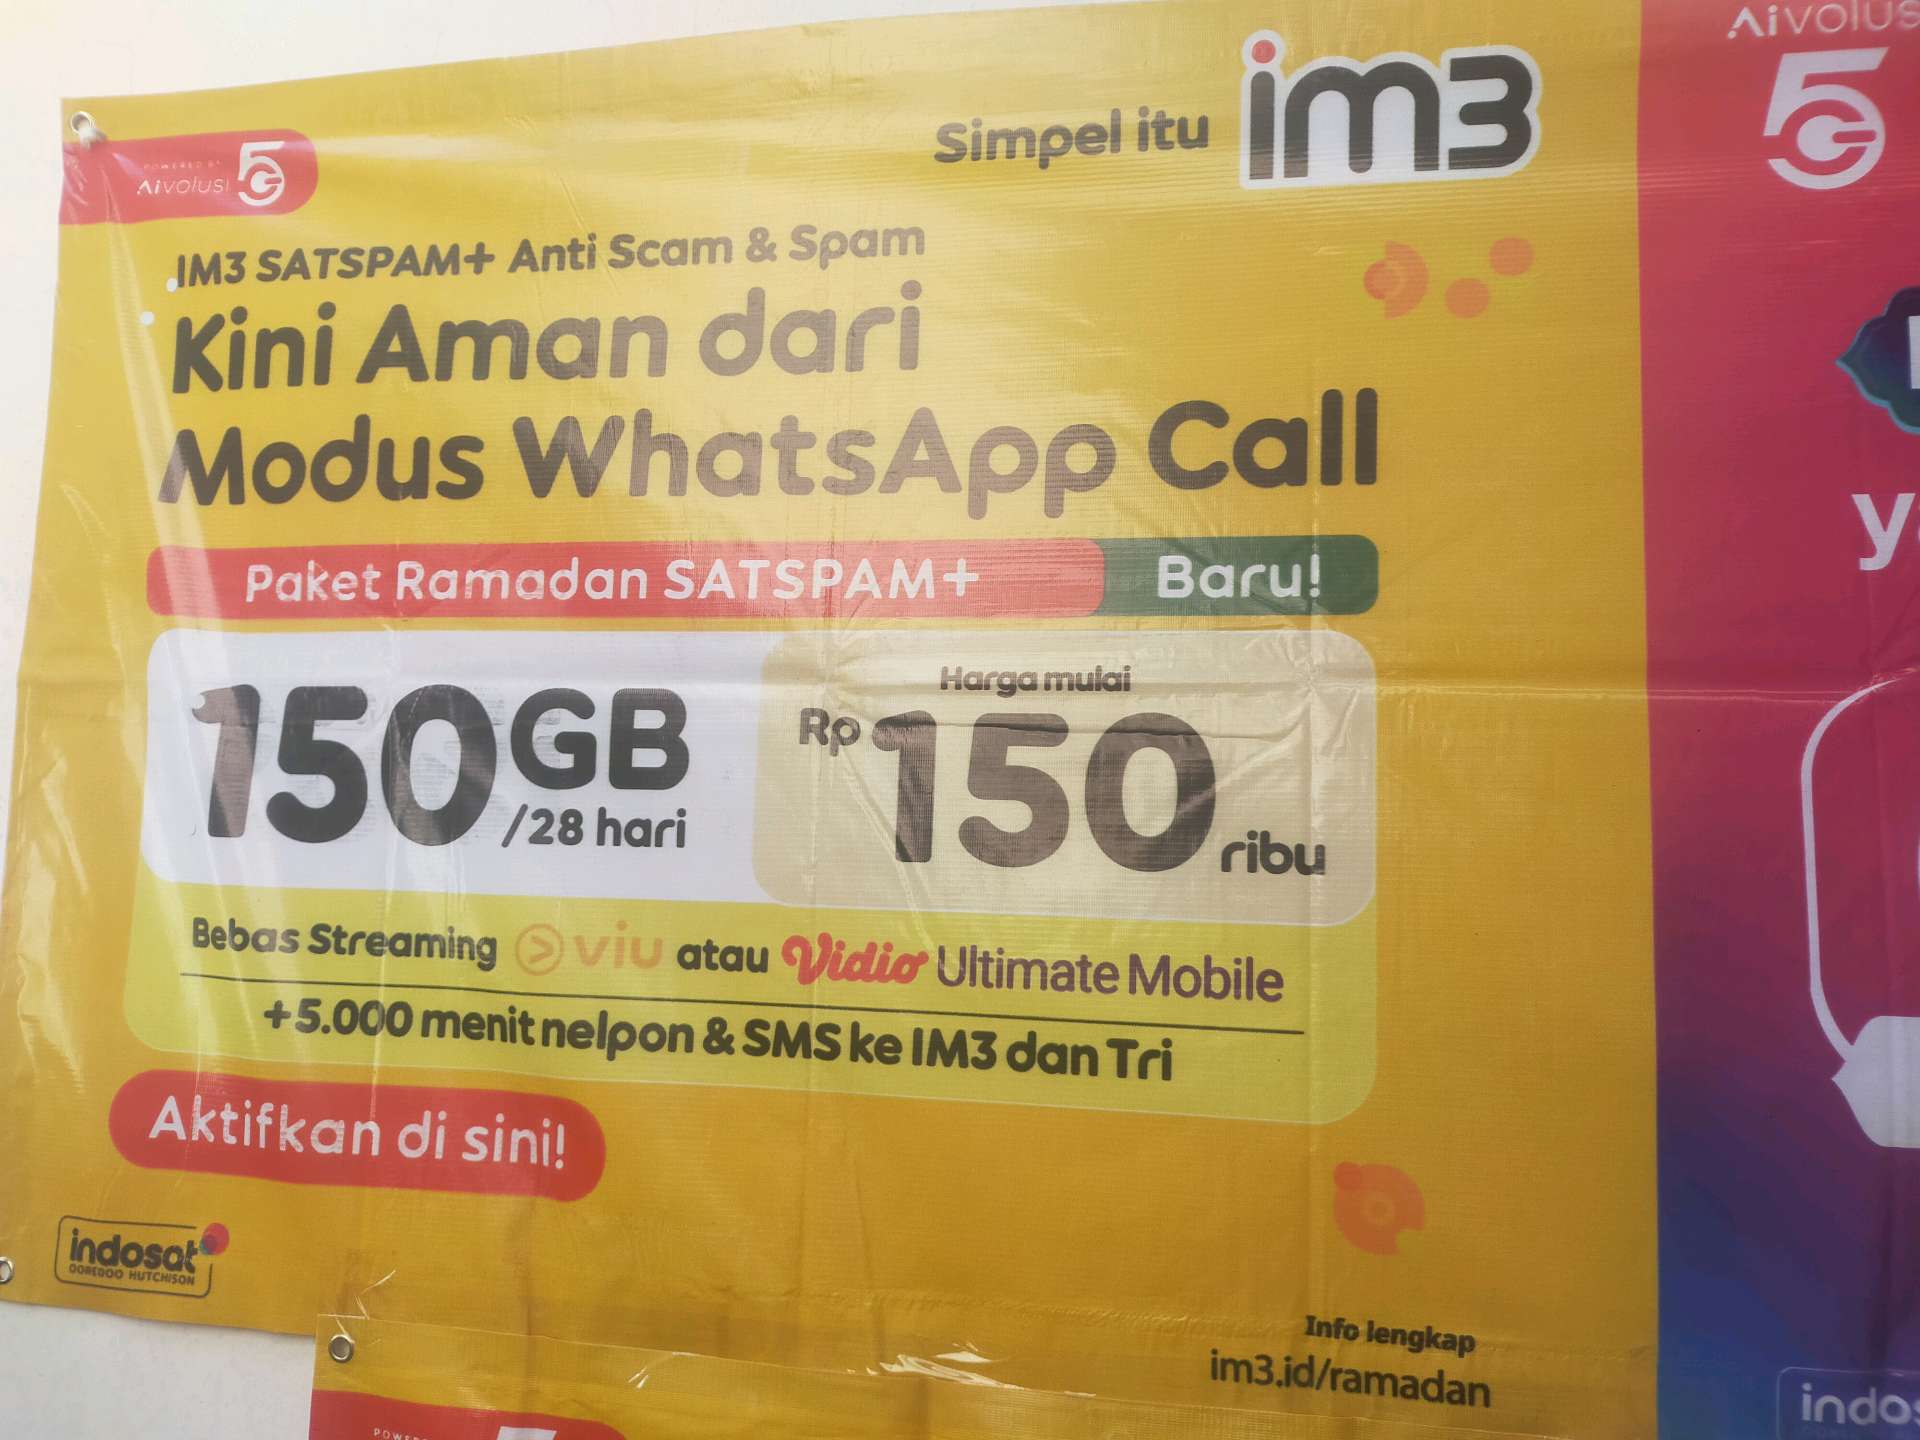 POWERED BY
AIVOLUSI 5G
Simpel itu im3
IM3 SATSPAM+ Anti Scam & Spam
Kini Aman dari
Modus WhatsApp Call
Paket Ramadan SATSPAM+ Baru!
150GB
/28 hari
Harga mulai
Rp 150 ribu
Bebas Streaming viu atau Vidio Ultimate Mobile
+5.000 menit nelpon & SMS ke IM3 dan Tri
Aktifkan di sini!
indosat
OOREDOO HUTCHISON
Info lengkap
im3.id/ramadan
5G